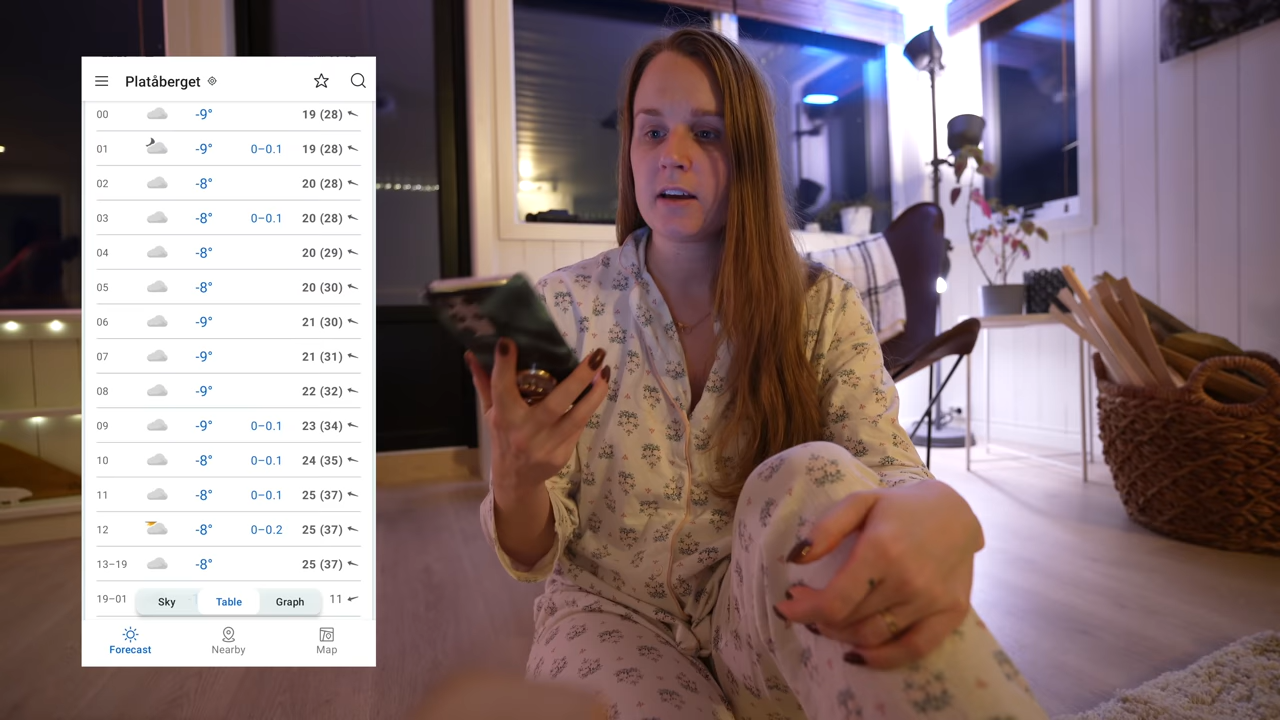 Platåberget
00 -9° 19 (28)
01 -9° 0–0.1 19 (28)
02 -8° 20 (28)
03 -8° 0–0.1 20 (28)
04 -8° 20 (29)
05 -8° 20 (30)
06 -9° 21 (30)
07 -9° 21 (31)
08 -9° 22 (32)
09 -9° 0–0.1 23 (34)
10 -8° 0–0.1 24 (35)
11 -8° 0–0.1 25 (37)
12 -8° 0–0.2 25 (37)
13–19 -8° 25 (37)
19–01 11
Sky Table Graph
Forecast Nearby Map